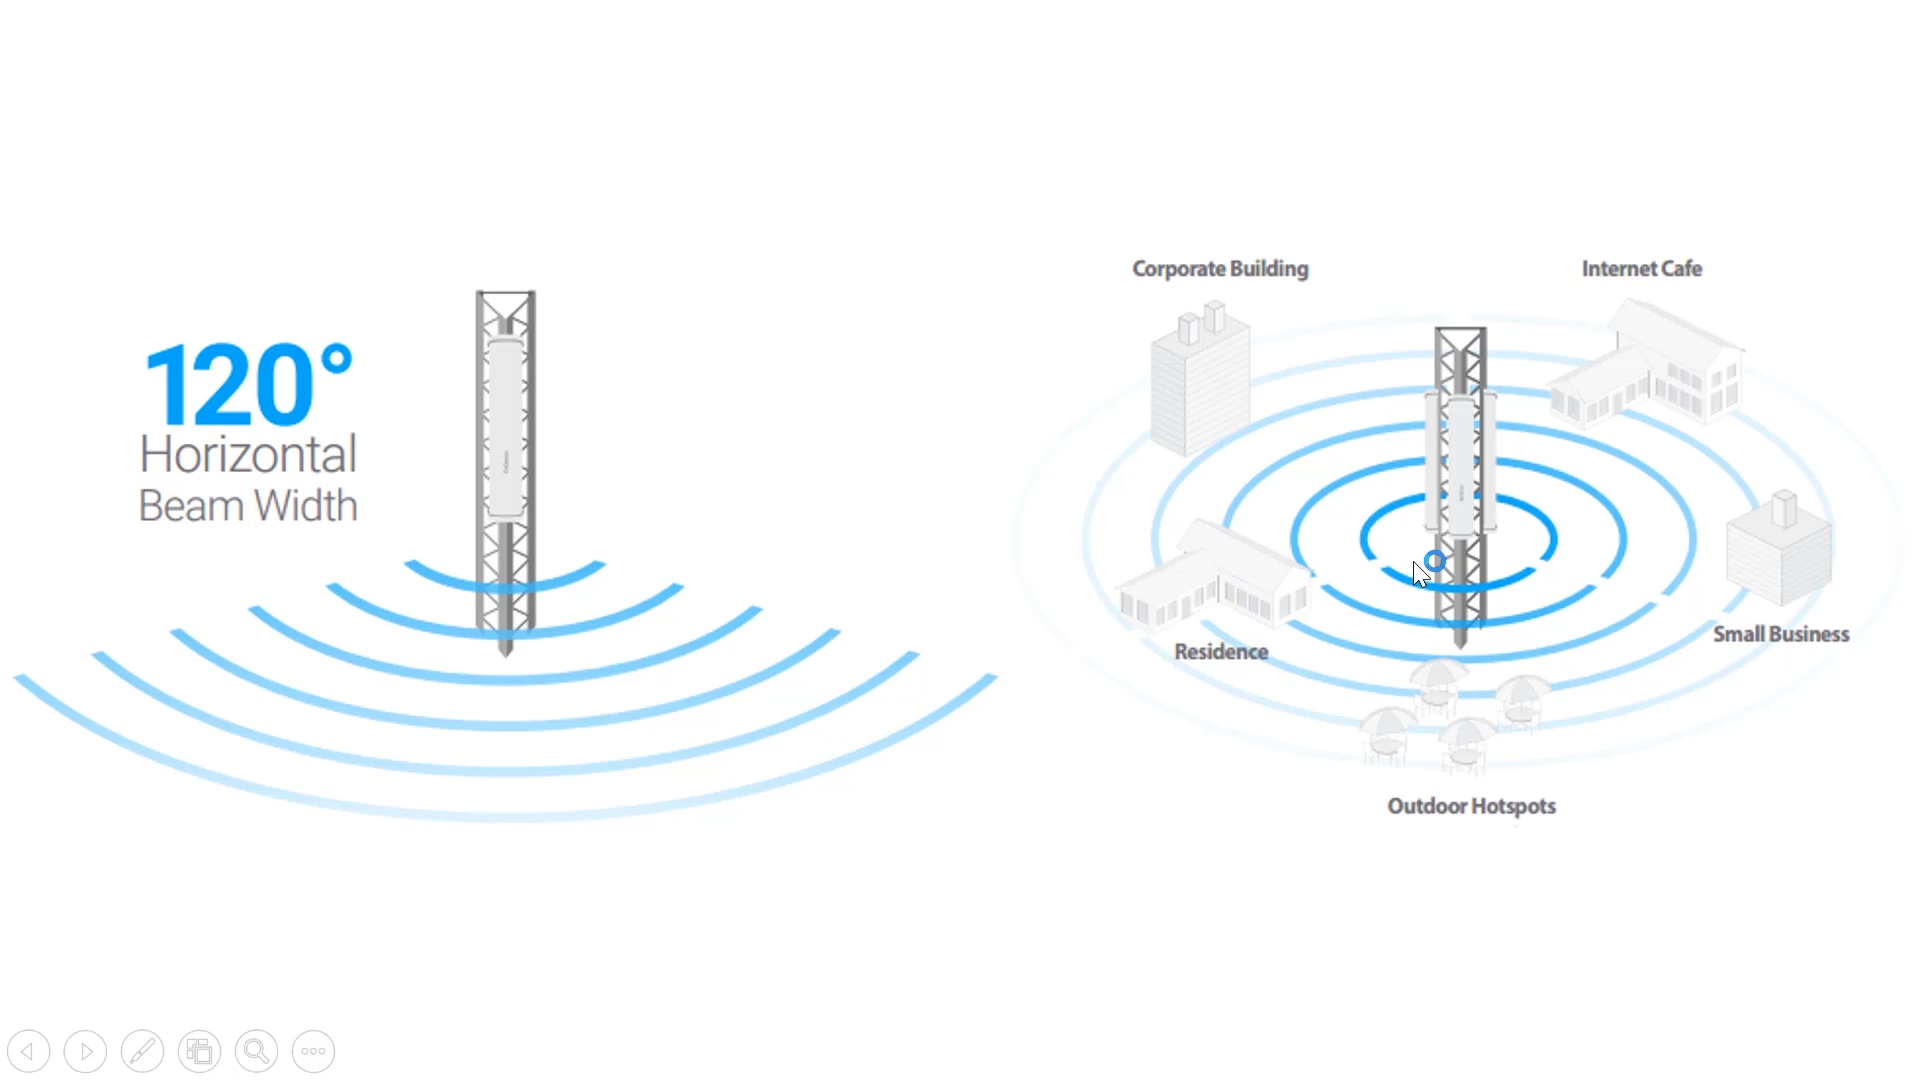 120°
Horizontal
Beam Width
Corporate Building
Internet Cafe
Residence
Small Business
Outdoor Hotspots